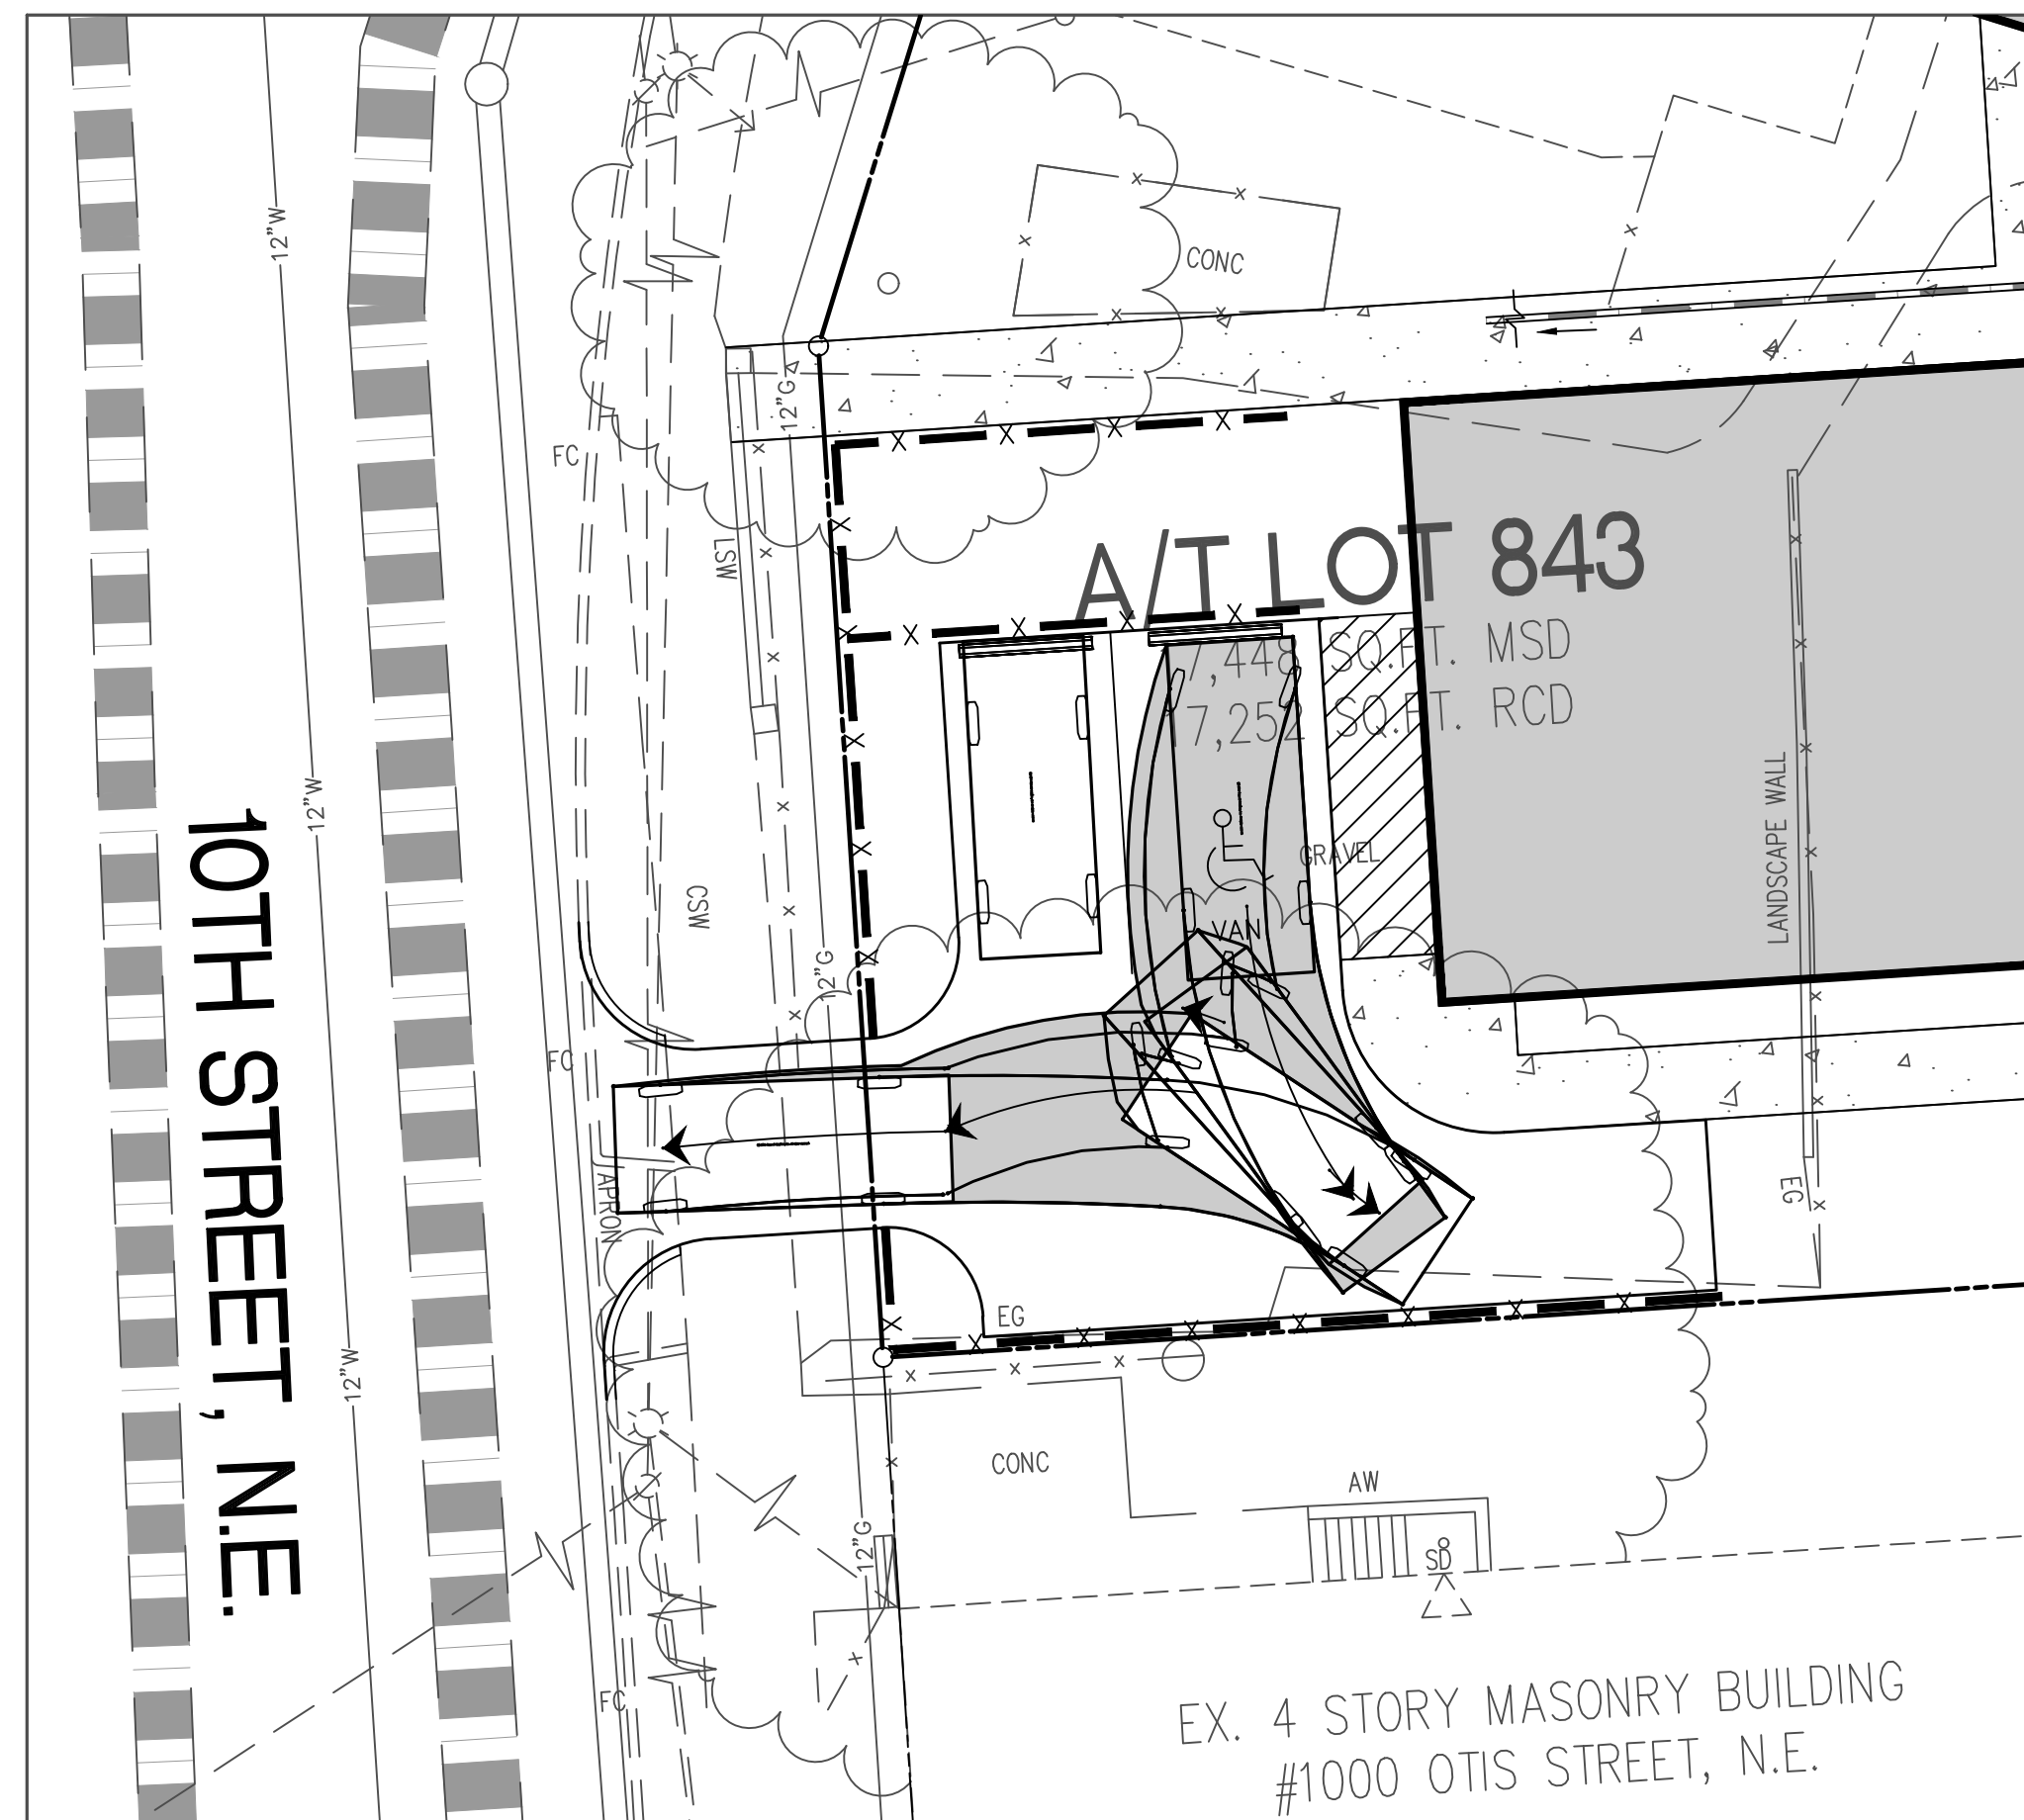 12"W
CONC
12"G
FC
LSW
A/T LOT 843
7,448 SQ.FT. MSD
7,252 SQ.FT. RCD
12"W
LANDSCAPE WALL
GRAVEL
CSW
VAN
12"G
10TH STREET, N.E.
FC
APRON
EG
EG
12"W
CONC
AW
12"G
SD
FC
EX. 4 STORY MASONRY BUILDING
#1000 OTIS STREET, N.E.